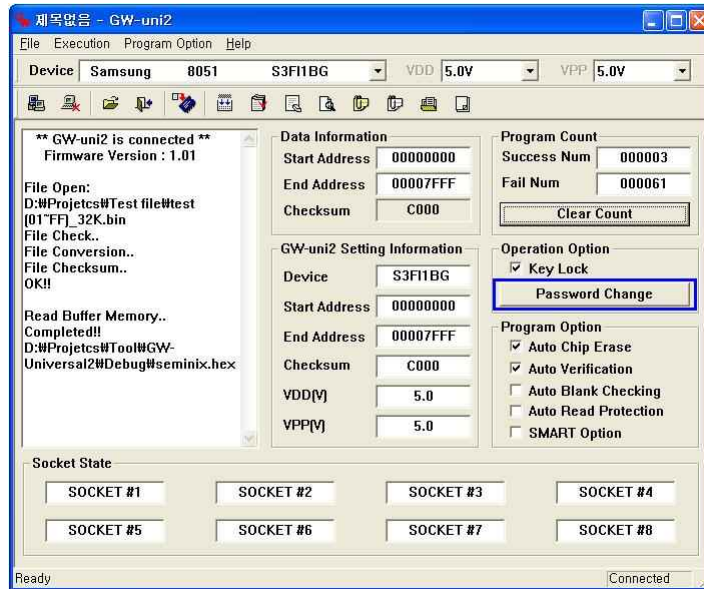 제목없음 - GW-uni2
File Execution Program Option Help
Device Samsung 8051 S3FI1BG VDD 5.0V VPP 5.0V
** GW-uni2 is connected **
Firmware Version : 1.01
File Open:
D:₩Projetcs₩Test file₩test
(01~FF)_32K.bin
File Check..
File Conversion..
File Checksum..
OK!!
Read Buffer Memory..
Completed!!
D:₩Projetcs₩Tool₩GW-
Universal2₩Debug₩seminix.hex
Data Information
Start Address 00000000
End Address 00007FFF
Checksum C000
GW-uni2 Setting Information
Device S3FI1BG
Start Address 00000000
End Address 00007FFF
Checksum C000
VDD(V) 5.0
VPP(V) 5.0
Program Count
Success Num 000003
Fail Num 000061
Clear Count
Operation Option
Key Lock
Password Change
Program Option
Auto Chip Erase
Auto Verification
Auto Blank Checking
Auto Read Protection
SMART Option
Socket State
SOCKET #1 SOCKET #2 SOCKET #3 SOCKET #4
SOCKET #5 SOCKET #6 SOCKET #7 SOCKET #8
Ready Connected